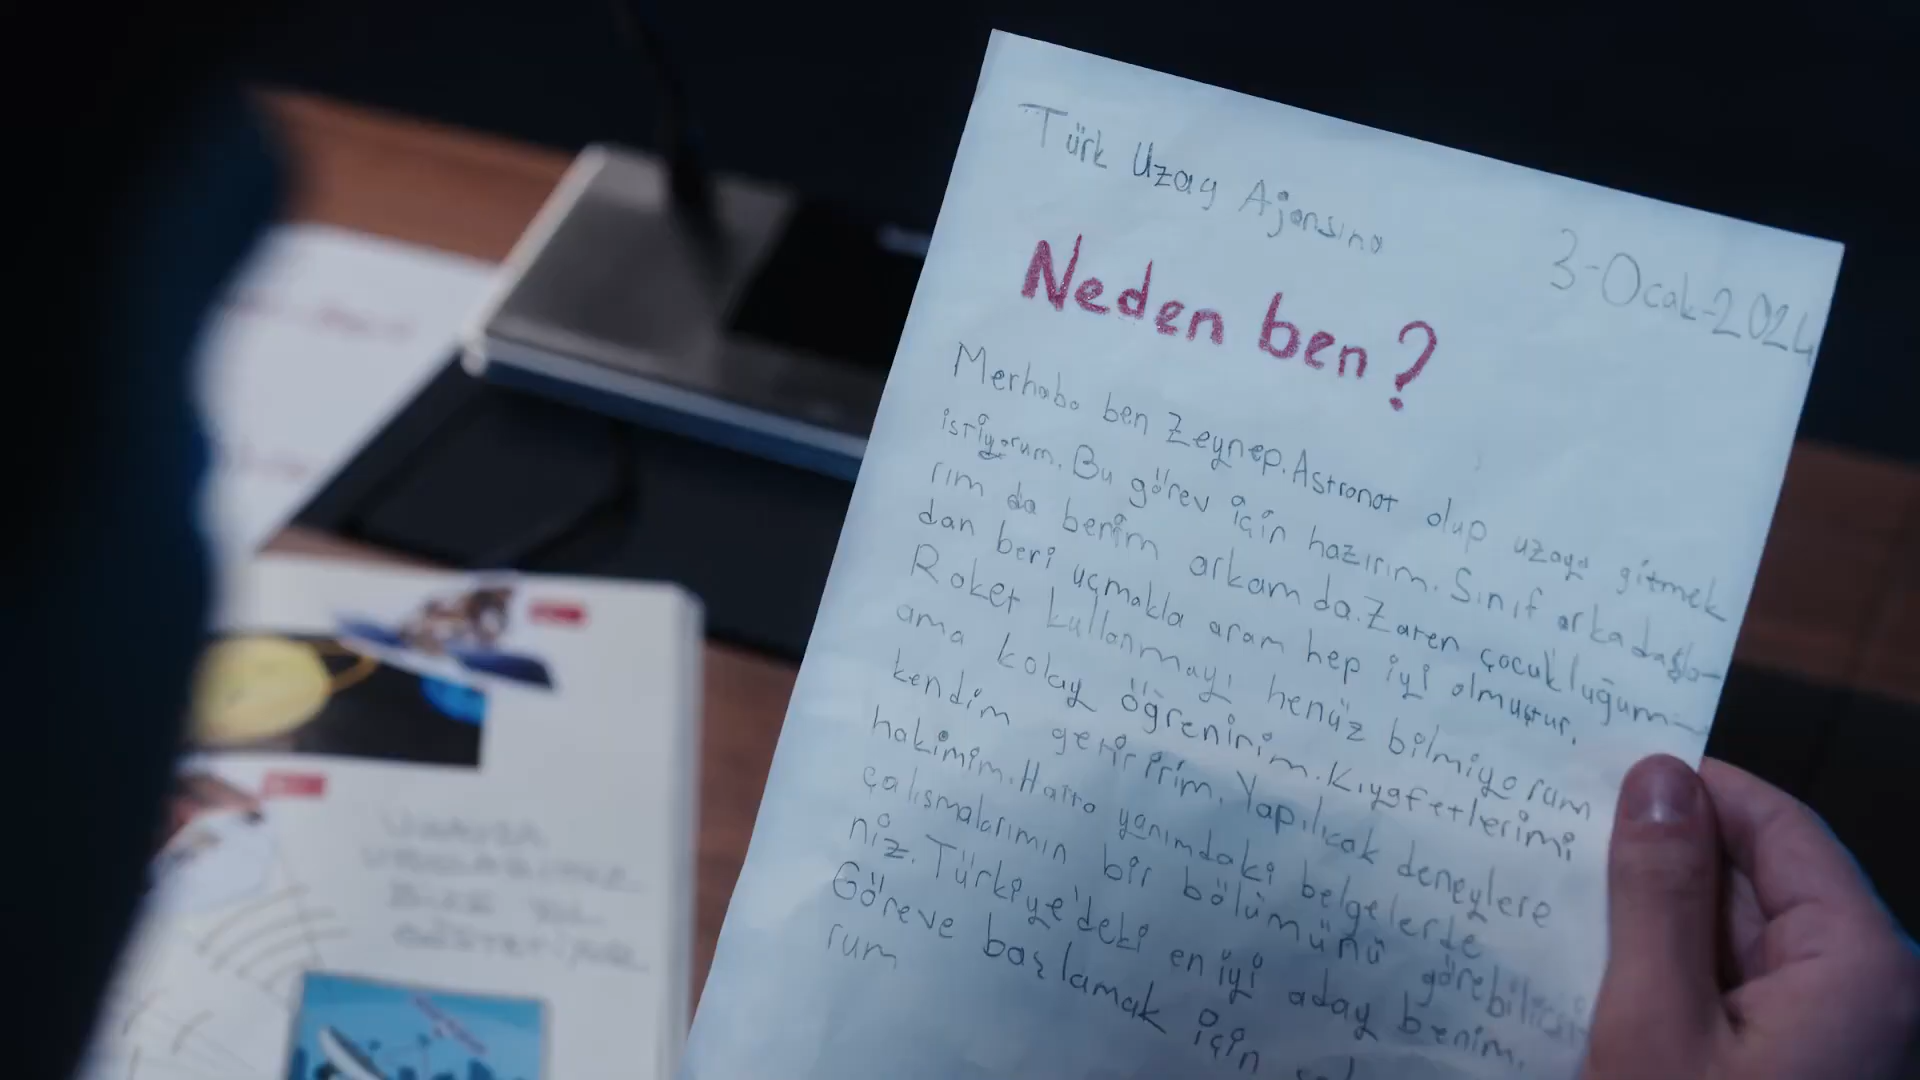 Türk Uzay Ajansına
3-Ocak-2024
Neden ben?
Merhaba ben Zeynep. Astronot olup uzaya gitmek
istiyorum. Bu görev için hazırım. Sınıf arkadaşla-
rım da benim arkamda. Zaten çocukluğum-
dan beri uçmakla aram hep iyi olmuştur.
Roket kullanmayı henüz bilmiyorum
ama kolay öğrenirim. Kıyafetlerimi
kendim getiririm. Yapılıcak deneylere
hakimim. Hatta yanımdaki belgelerde
çalışmalarımın bir bölümünü görebilirsi
niz. Türkiye'deki en iyi aday benim.
Göreve başlamak için
rum